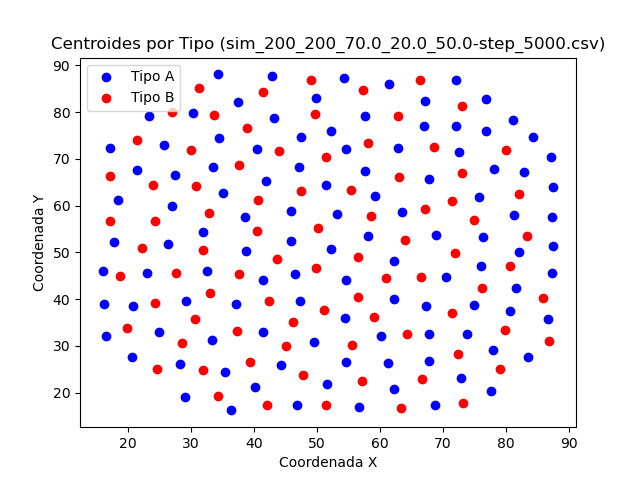 Centroides por Tipo (sim_200_200_70.0_20.0_50.0-step_5000.csv)
Tipo A
Tipo B
90
80
70
60
50
40
30
20
Coordenada Y
20 30 40 50 60 70 80 90
Coordenada X